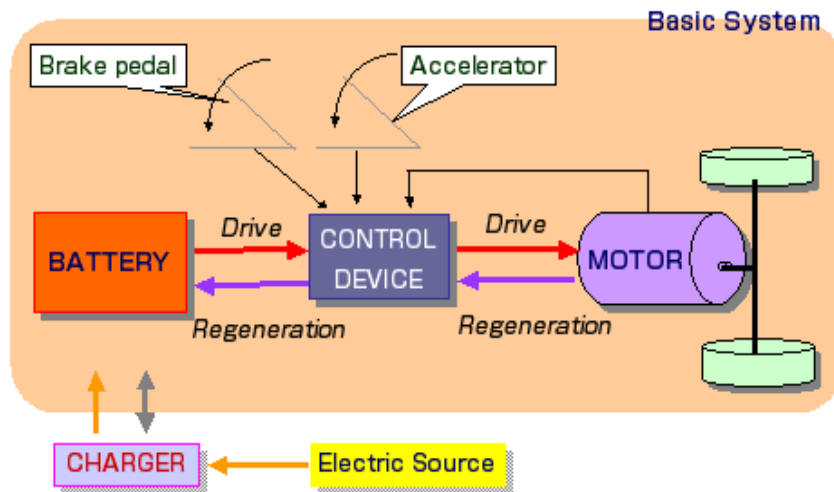 Basic System
Brake pedal
Accelerator
Drive
Drive
BATTERY
CONTROL
DEVICE
MOTOR
Regeneration
Regeneration
CHARGER
Electric Source